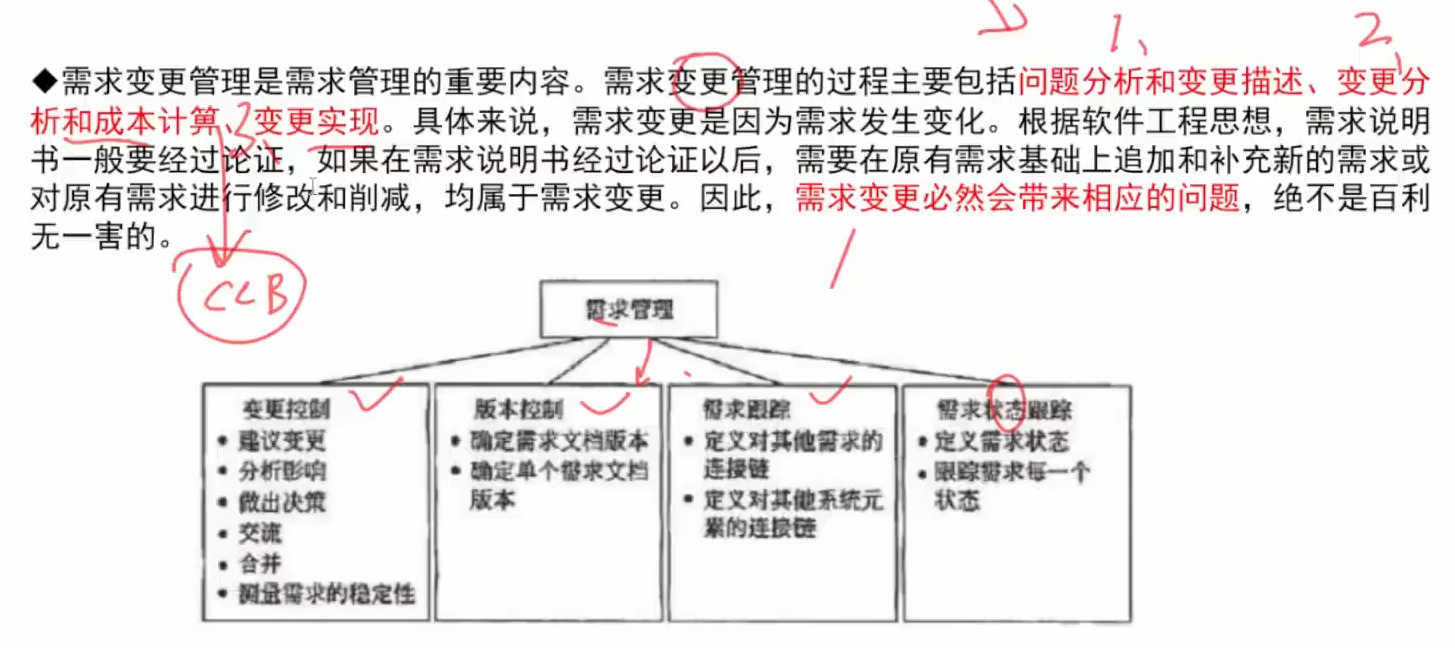 1、 2、
◆需求变更管理是需求管理的重要内容。需求变更管理的过程主要包括问题分析和变更描述、变更分
析和成本计算、变更实现。具体来说，需求变更是因为需求发生变化。根据软件工程思想，需求说明
书一般要经过论证，如果在需求说明书经过论证以后，需要在原有需求基础上追加和补充新的需求或
对原有需求进行修改和削减，均属于需求变更。因此，需求变更必然会带来相应的问题，绝不是百利
无一害的。
3、
CCB
需求管理
变更控制
• 建议变更
• 分析影响
• 做出决策
• 交流
• 合并
• 测量需求的稳定性
版本控制
• 确定需求文档版本
• 确定单个需求文档
版本
需求跟踪
• 定义对其他需求的
连接链
• 定义对其他系统元
素的连接链
需求状态跟踪
• 定义需求状态
• 跟踪需求每一个
状态